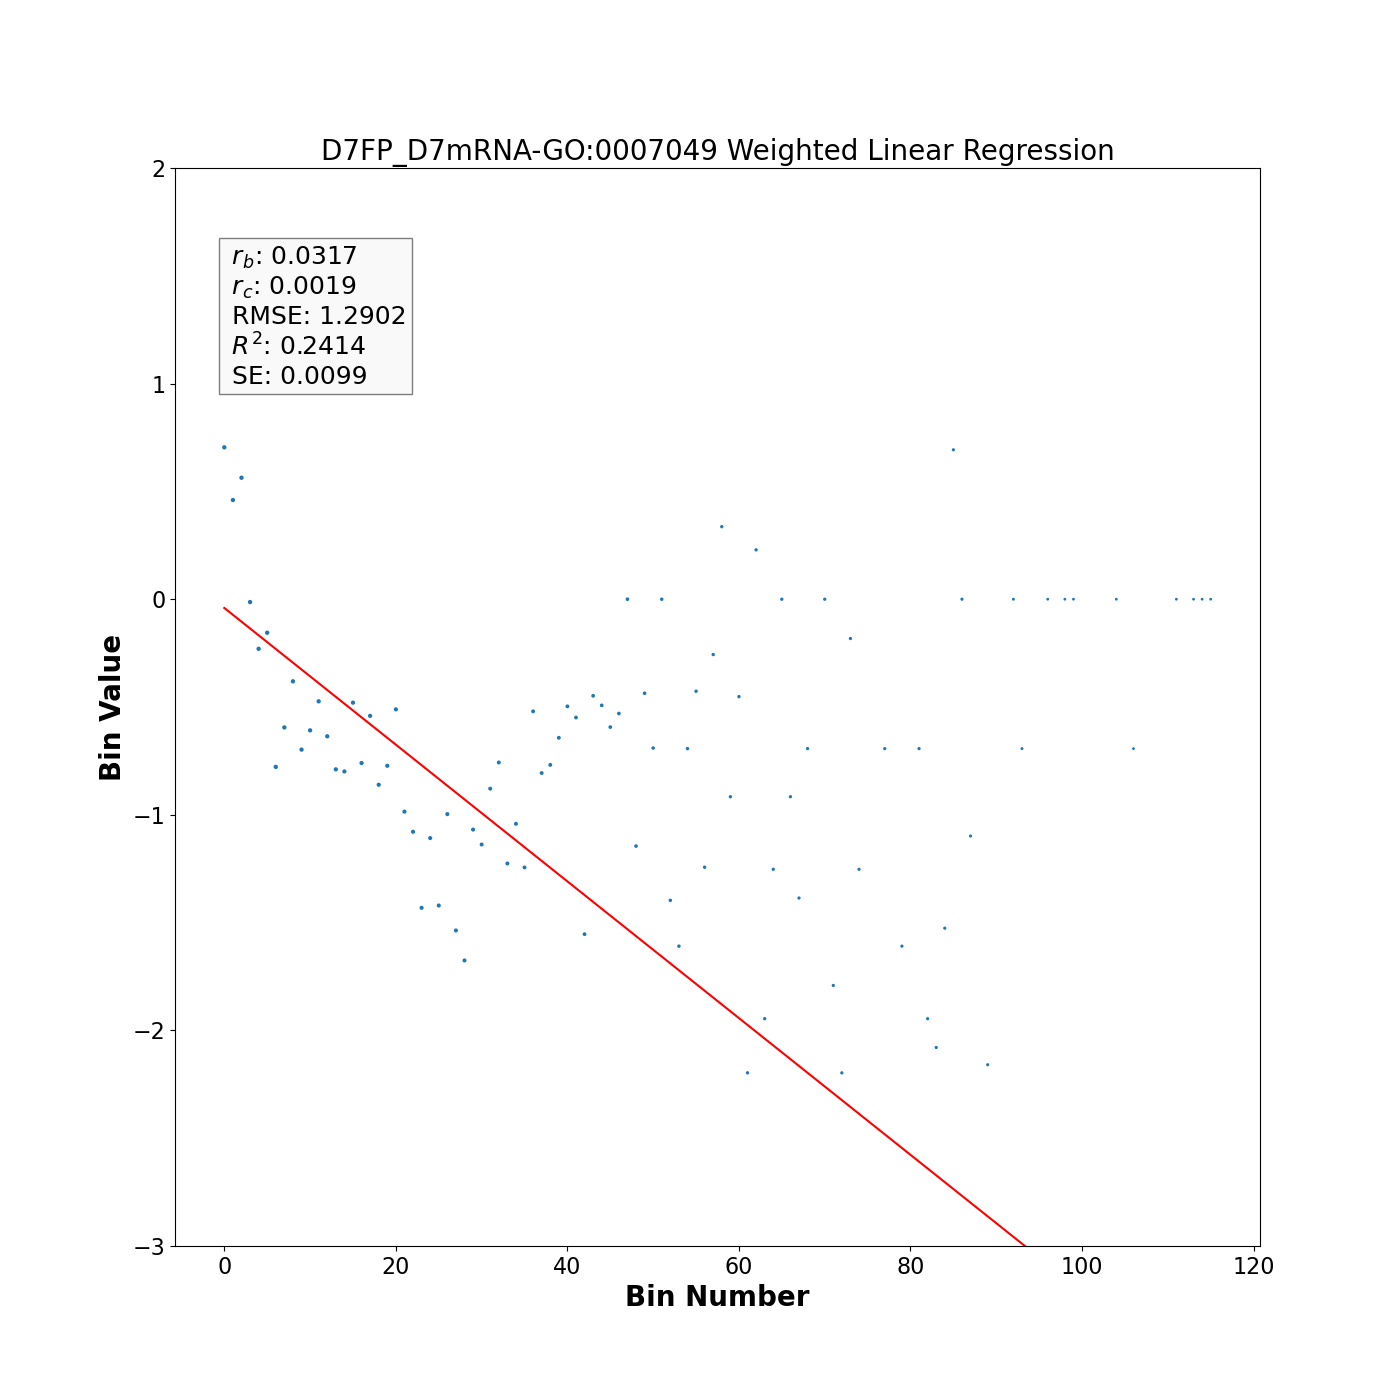 D7FP_D7mRNA-GO:0007049 Weighted Linear Regression
2
r_b: 0.0317
r_c: 0.0019
RMSE: 1.2902
R²: 0.2414
SE: 0.0099
1
0
−1
−2
−3
Bin Value
0 20 40 60 80 100 120
Bin Number